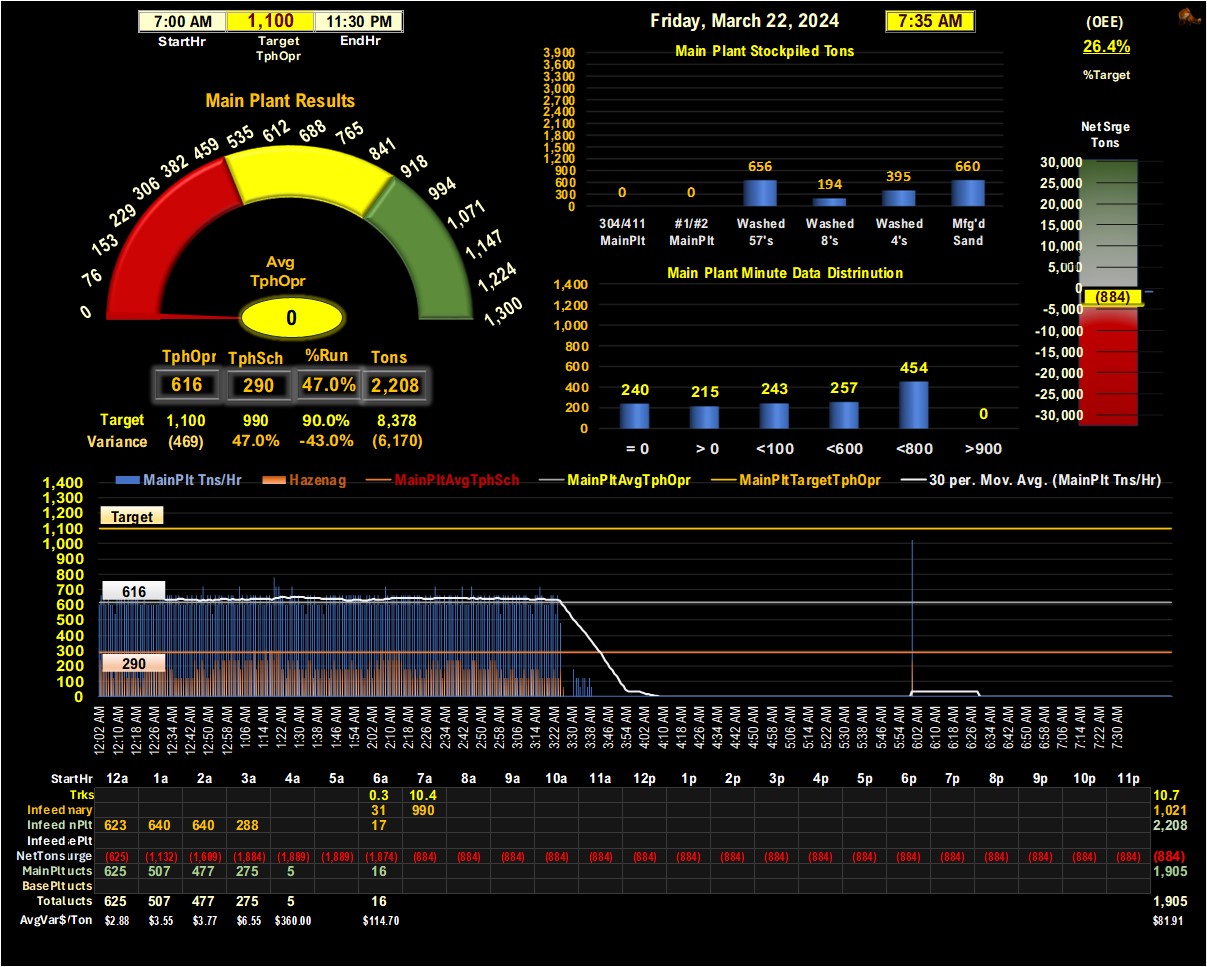 7:00 AM 1,100 11:30 PM
StartHr Target TphOpr EndHr
Friday, March 22, 2024 7:35 AM
(OEE)
26.4%
%Target
Main Plant Results
0 76 153 229 306 382 459 535 612 688 765 841 918 994 1,071 1,147 1,224 1,300
Avg
TphOpr
0
TphOpr TphSch %Run Tons
616 290 47.0% 2,208
Target 1,100 990 90.0% 8,378
Variance (469) 47.0% -43.0% (6,170)
Main Plant Stockpiled Tons
3,900
3,600
3,300
3,000
2,700
2,400
2,100
1,800
1,500
1,200
900
600
300
0
0 0 656 194 395 660
304/411 #1/#2 Washed Washed Washed Mfg'd
MainPlt MainPlt 57's 8's 4's Sand
Main Plant Minute Data Distrinution
1,400
1,200
1,000
800
600
400
200
0
240 215 243 257 454 0
= 0 > 0 <100 <600 <800 >900
Net Srge
Tons
30,000
25,000
20,000
15,000
10,000
5,000
0
(884)
-5,000
-10,000
-15,000
-20,000
-25,000
-30,000
MainPlt Tns/Hr Hazenag MainPltAvgTphSch MainPltAvgTphOpr MainPltTargetTphOpr 30 per. Mov. Avg. (MainPlt Tns/Hr)
1,400
1,300
1,200
1,100
1,000
900
800
700
600
500
400
300
200
100
0
Target
616
290
12:02 AM 12:10 AM 12:18 AM 12:26 AM 12:34 AM 12:42 AM 12:50 AM 12:58 AM 1:06 AM 1:14 AM 1:22 AM 1:30 AM 1:38 AM 1:46 AM 1:54 AM 2:02 AM 2:10 AM 2:18 AM 2:26 AM 2:34 AM 2:42 AM 2:50 AM 2:58 AM 3:06 AM 3:14 AM 3:22 AM 3:30 AM 3:38 AM 3:46 AM 3:54 AM 4:02 AM 4:10 AM 4:18 AM 4:26 AM 4:34 AM 4:42 AM 4:50 AM 4:58 AM 5:06 AM 5:14 AM 5:22 AM 5:30 AM 5:38 AM 5:46 AM 5:54 AM 6:02 AM 6:10 AM 6:18 AM 6:26 AM 6:34 AM 6:42 AM 6:50 AM 6:58 AM 7:06 AM 7:14 AM 7:22 AM 7:30 AM
StartHr 12a 1a 2a 3a 4a 5a 6a 7a 8a 9a 10a 11a 12p 1p 2p 3p 4p 5p 6p 7p 8p 9p 10p 11p
Trks 0.3 10.4 10.7
Infeed nary 31 990 1,021
Infeed nPlt 623 640 640 288 17 2,208
Infeed ePlt
NetTons urge (625) (1,132) (1,609) (1,884) (1,889) (1,889) (1,874) (884) (884) (884) (884) (884) (884) (884) (884) (884) (884) (884) (884) (884) (884) (884) (884) (884) (884)
MainPlt ucts 625 507 477 275 5 16 1,905
BasePlt ucts
Total ucts 625 507 477 275 5 16 1,905
AvgVar$/Ton $2.88 $3.55 $3.77 $6.55 $360.00 $114.70 $81.91